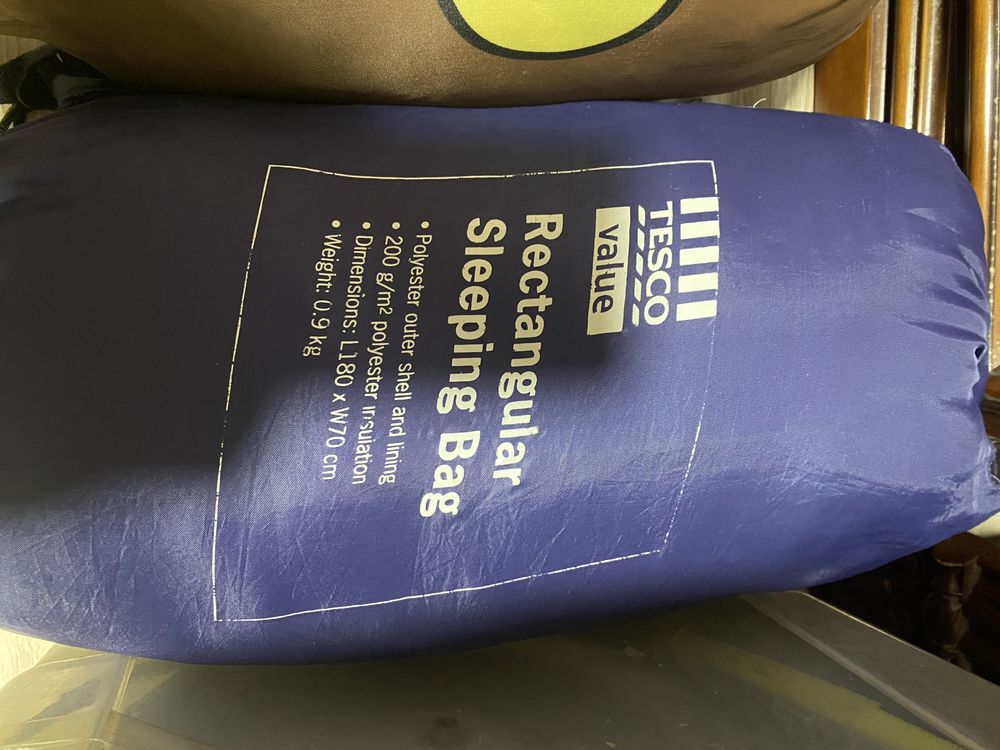 TESCO
value
Rectangular
Sleeping Bag
• Polyester outer shell and lining
• 200 g/m2 polyester insulation
• Dimensions: L180 x W70 cm
• Weight: 0.9 kg